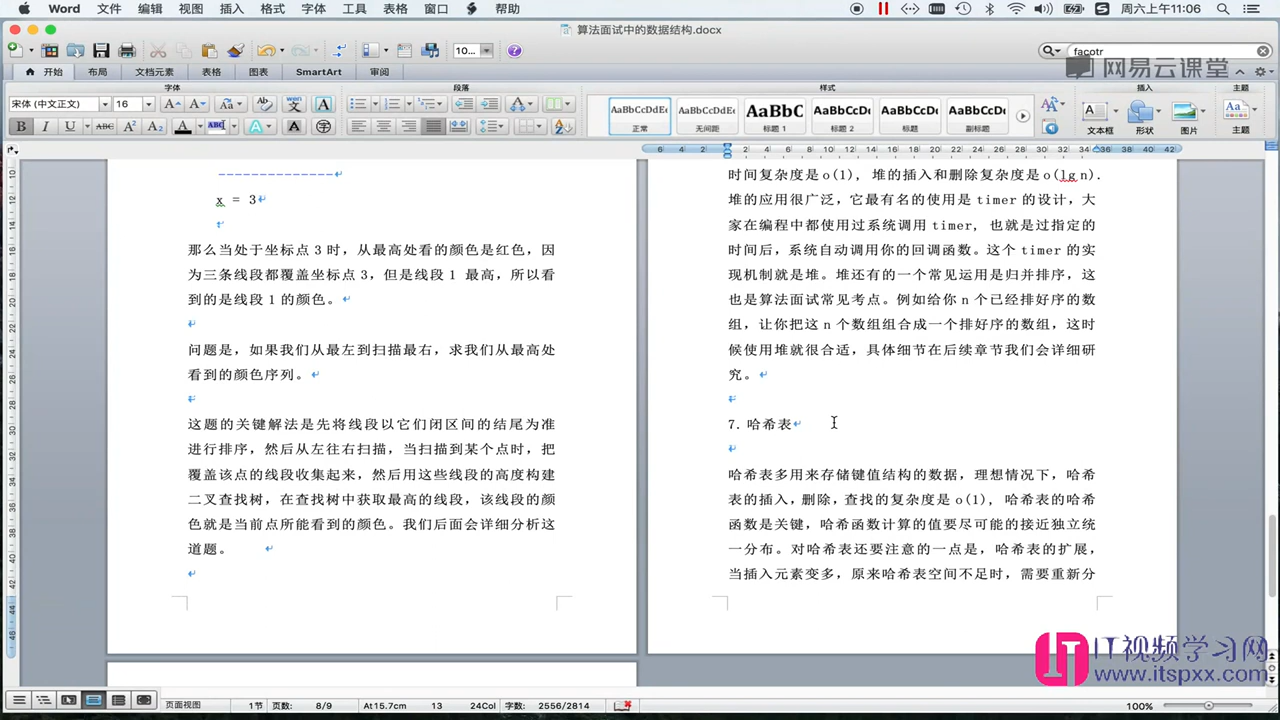 Word 文件 编辑 视图 插入 格式 字体 工具 表格 窗口 帮助 周六上午11:06
算法面试中的数据结构.docx
10... facotr
网易云课堂
开始 布局 文档元素 表格 图表 SmartArt 审阅
字体 段落 样式 插入 主题
宋体 (中文正文) 16
AaBbCcDdEe AaBbCcDdEe AaBbC AaBbCcDc AaBbCcDc AaBbCcDc
正常 无间距 标题 1 标题 2 标题 副标题 文本框 形状 图片 主题
6 4 2 2 4 6 8 10 12 14 16 18 20 22 24 26 28 30 32 34 36 38 40 42
--------------
x = 3
那么当处于坐标点 3 时，从最高处看的颜色是红色，因
为三条线段都覆盖坐标点 3，但是线段 1 最高，所以看
到的是线段 1 的颜色。
问题是，如果我们从最左到扫描最右，求我们从最高处
看到的颜色序列。
这题的关键解法是先将线段以它们闭区间的结尾为准
进行排序，然后从左往右扫描，当扫描到某个点时，把
覆盖该点的线段收集起来，然后用这些线段的高度构建
二叉查找树，在查找树中获取最高的线段，该线段的颜
色就是当前点所能看到的颜色。我们后面会详细分析这
道题。
时间复杂度是 o(1), 堆的插入和删除复杂度是 o(lg n).
堆的应用很广泛，它最有名的使用是 timer 的设计，大
家在编程中都使用过系统调用 timer, 也就是过指定的
时间后，系统自动调用你的回调函数。这个 timer 的实
现机制就是堆。堆还有的一个常见运用是归并排序，这
也是算法面试常见考点。例如给你 n 个已经排好序的数
组，让你把这 n 个数组组合成一个排好序的数组，这时
候使用堆就很合适，具体细节在后续章节我们会详细研
究。
7. 哈希表
哈希表多用来存储键值结构的数据，理想情况下，哈希
表的插入，删除，查找的复杂度是 o(1), 哈希表的哈希
函数是关键，哈希函数计算的值要尽可能的接近独立统
一分布。对哈希表还要注意的一点是，哈希表的扩展，
当插入元素变多，原来哈希表空间不足时，需要重新分
IT视频学习网
www.itspxx.com
页面视图 1节 页数: 8/9 At15.7cm 13 24Col 字数: 2556/2814 100%